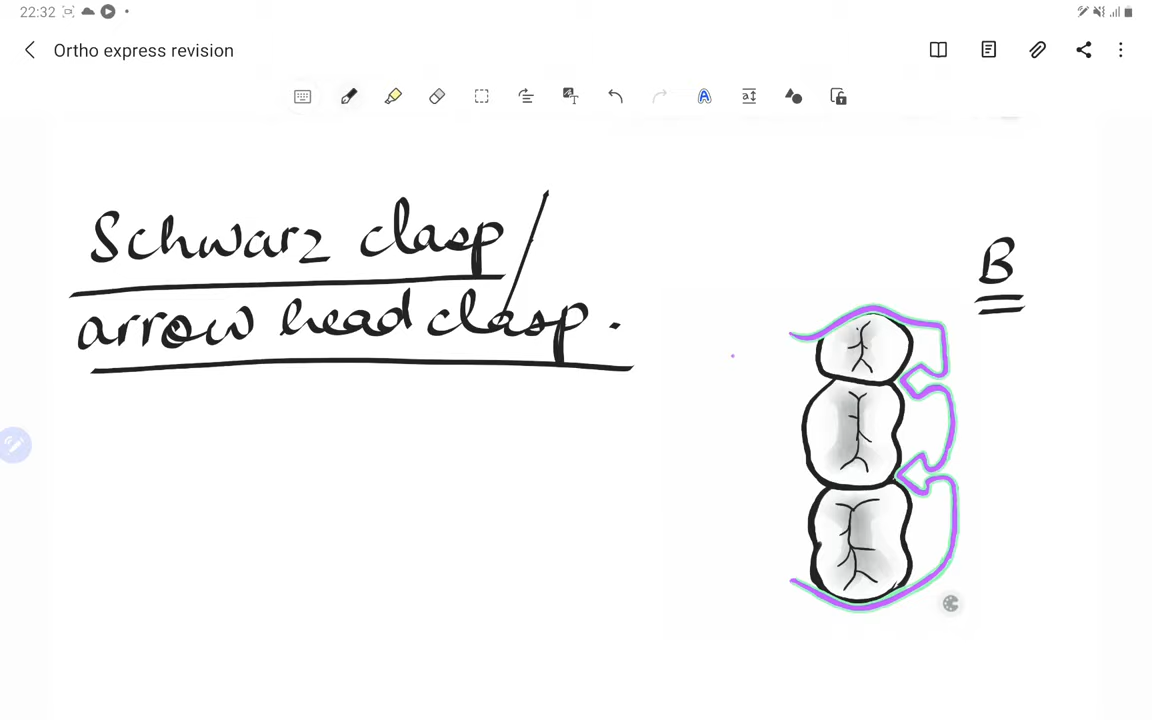 22:32
Ortho express revision
Schwarz clasp/
arrow head clasp.
B